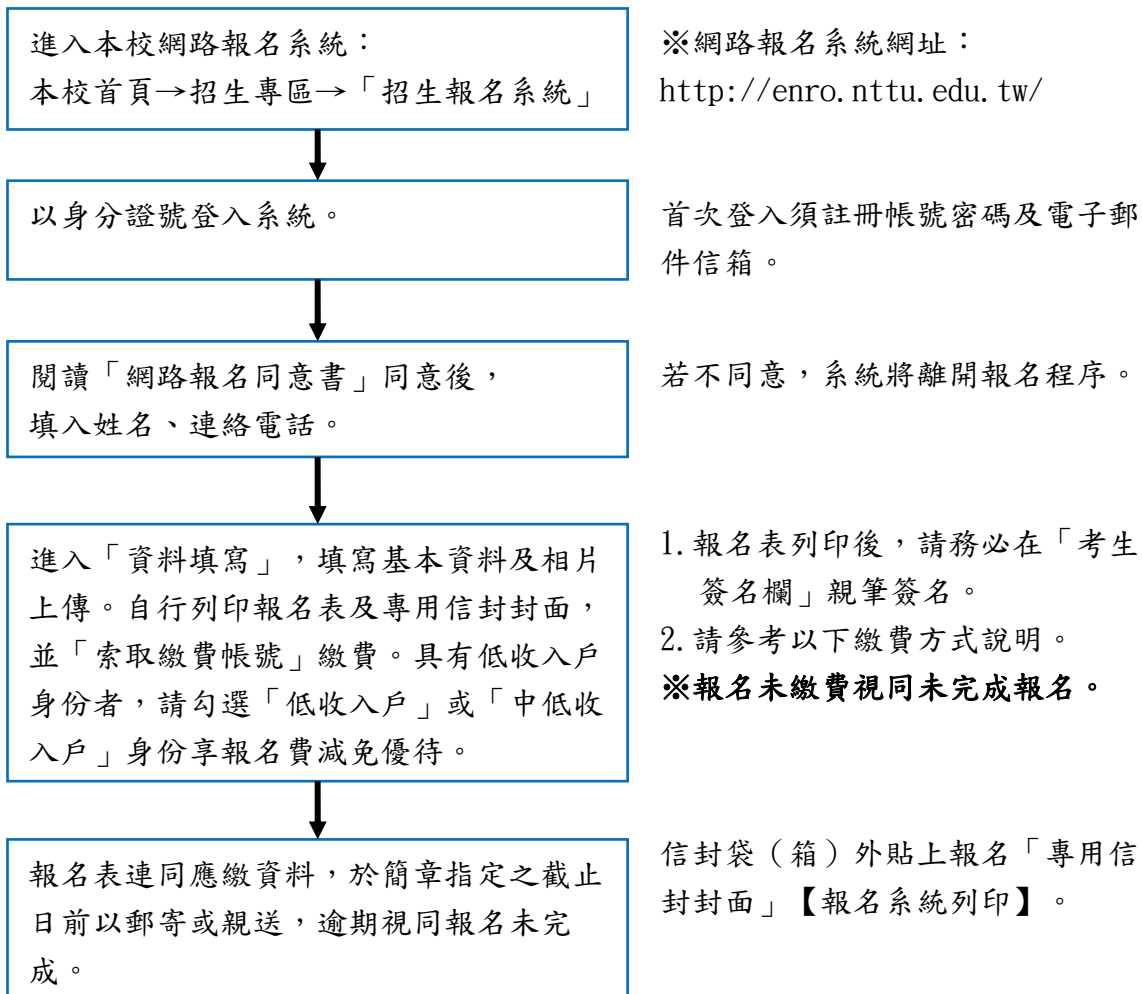 進入本校網路報名系統：
本校首頁→招生專區→「招生報名系統」
※網路報名系統網址：
http://enro.nttu.edu.tw/
以身分證號登入系統。
首次登入須註冊帳號密碼及電子郵
件信箱。
閱讀「網路報名同意書」同意後，
填入姓名、連絡電話。
若不同意，系統將離開報名程序。
進入「資料填寫」，填寫基本資料及相片
上傳。自行列印報名表及專用信封封面，
並「索取繳費帳號」繳費。具有低收入戶
身份者，請勾選「低收入戶」或「中低收
入戶」身份享報名費減免優待。
1.報名表列印後，請務必在「考生
簽名欄」親筆簽名。
2.請參考以下繳費方式說明。
※報名未繳費視同未完成報名。
報名表連同應繳資料，於簡章指定之截止
日前以郵寄或親送，逾期視同報名未完
成。
信封袋（箱）外貼上報名「專用信
封封面」【報名系統列印】。